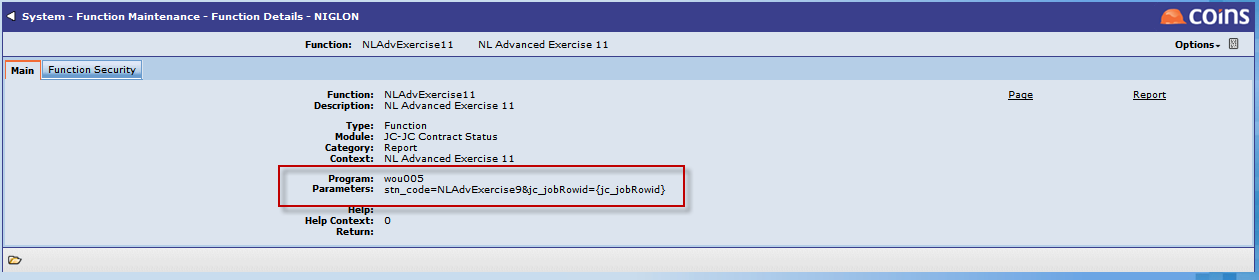 System - Function Maintenance - Function Details - NIGLON
coins
Function: NLAdvExercise11 NL Advanced Exercise 11
Options
Main Function Security
Function: NLAdvExercise11
Page Report
Description: NL Advanced Exercise 11
Type: Function
Module: JC-JC Contract Status
Category: Report
Context: NL Advanced Exercise 11
Program: wou005
Parameters: stn_code=NLAdvExercise9&jc_jobRowid={jc_jobRowid}
Help:
Help Context: 0
Return: